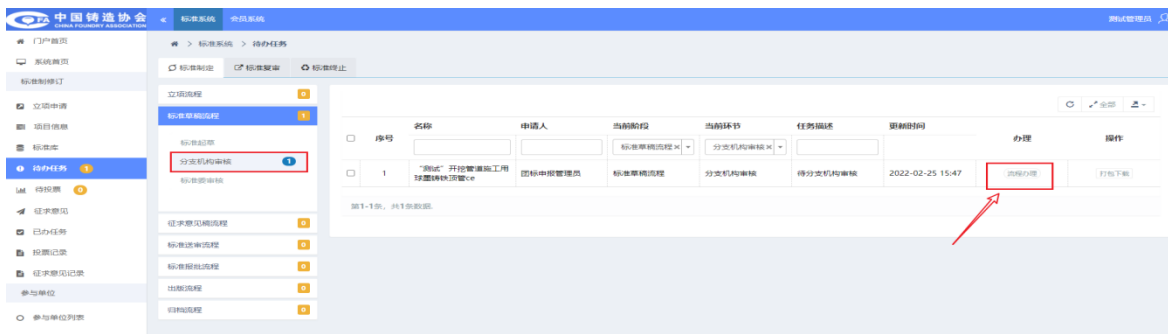 CFA 中国铸造协会 CHINA FOUNDRY ASSOCIATION « 标准系统 会员系统 测试管理员
门户首页
系统首页
标准制修订
立项申请
项目信息
标准库
待办任务 1
待投票 0
征求意见
已办任务
投票记录
征求意见记录
参与单位
参与单位列表
> 标准系统 > 待办任务
标准制定 标准复审 标准终止
立项流程 0
标准草稿流程 1
标准起草
分支机构审核 1
标委审核
征求意见稿流程 0
标准送审流程 0
标准报批流程 0
出版流程 0
归档流程 0
全部
序号 名称 申请人 当前阶段 当前环节 任务描述 更新时间 办理 操作
标准草稿流程 × 分支机构审核 ×
1 “测试”开挖管道施工用球墨铸铁顶管ce 团标申报管理员 标准草稿流程 分支机构审核 待分支机构审核 2022-02-25 15:47 流程办理 打包下载
第1-1条，共1条数据.